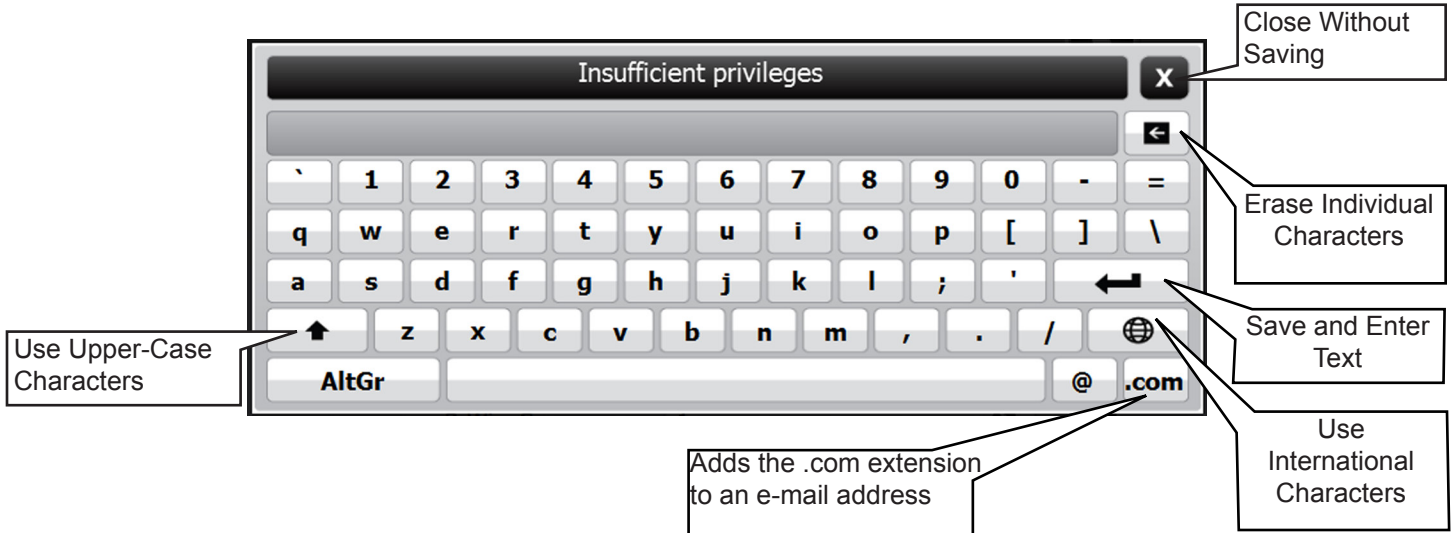 Close Without
Saving
Insufficient privileges
X
` 1 2 3 4 5 6 7 8 9 0 - =
q w e r t y u i o p [ ] \
a s d f g h j k l ; '
z x c v b n m , . /
AltGr @ .com
Erase Individual
Characters
Save and Enter
Text
Use Upper-Case
Characters
Use
International
Characters
Adds the .com extension
to an e-mail address